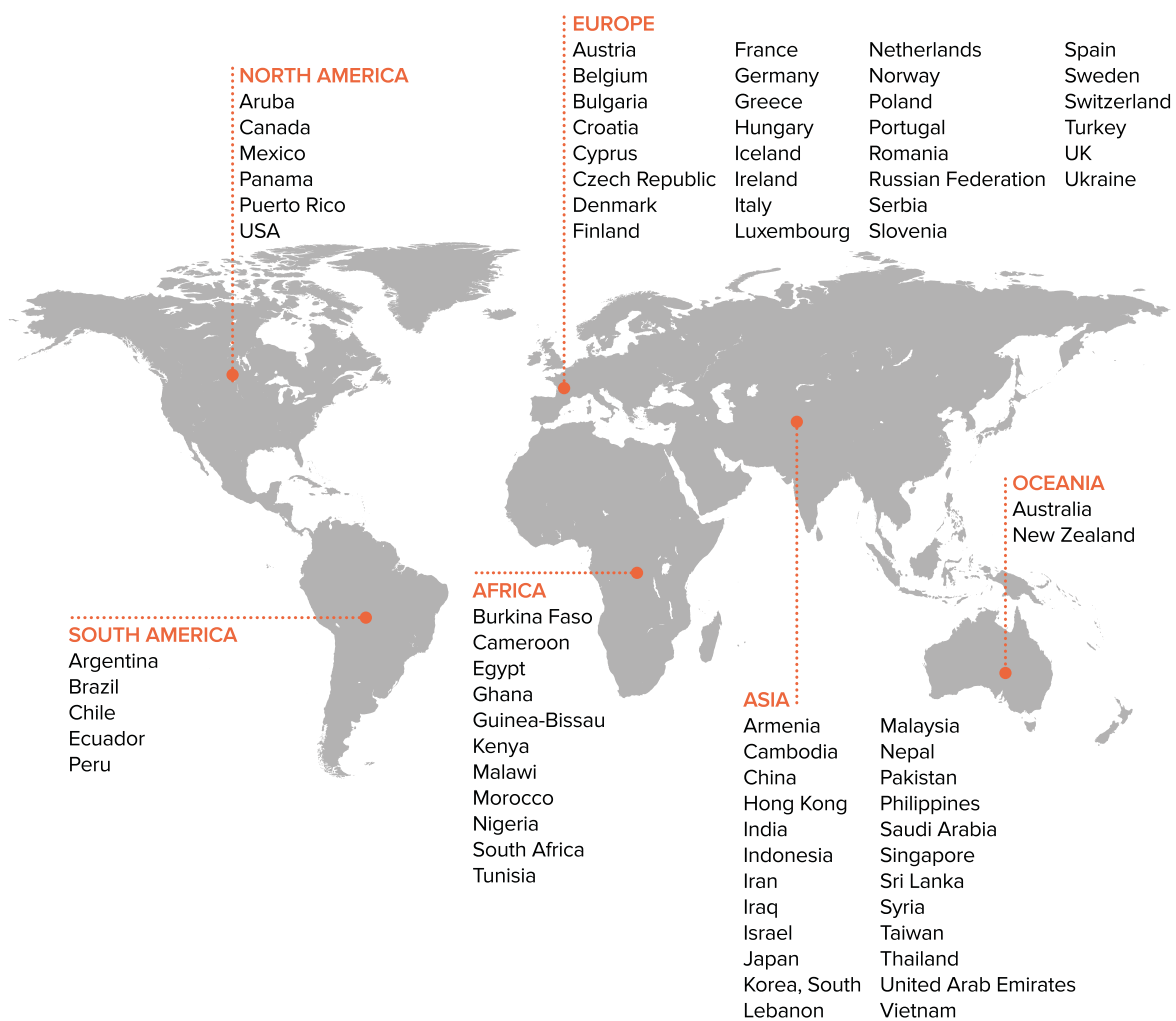 EUROPE
Austria
Belgium
Bulgaria
Croatia
Cyprus
Czech Republic
Denmark
Finland
France
Germany
Greece
Hungary
Iceland
Ireland
Italy
Luxembourg
Netherlands
Norway
Poland
Portugal
Romania
Russian Federation
Serbia
Slovenia
Spain
Sweden
Switzerland
Turkey
UK
Ukraine
NORTH AMERICA
Aruba
Canada
Mexico
Panama
Puerto Rico
USA
OCEANIA
Australia
New Zealand
AFRICA
Burkina Faso
Cameroon
Egypt
Ghana
Guinea-Bissau
Kenya
Malawi
Morocco
Nigeria
South Africa
Tunisia
SOUTH AMERICA
Argentina
Brazil
Chile
Ecuador
Peru
ASIA
Armenia
Cambodia
China
Hong Kong
India
Indonesia
Iran
Iraq
Israel
Japan
Korea, South
Lebanon
Malaysia
Nepal
Pakistan
Philippines
Saudi Arabia
Singapore
Sri Lanka
Syria
Taiwan
Thailand
United Arab Emirates
Vietnam